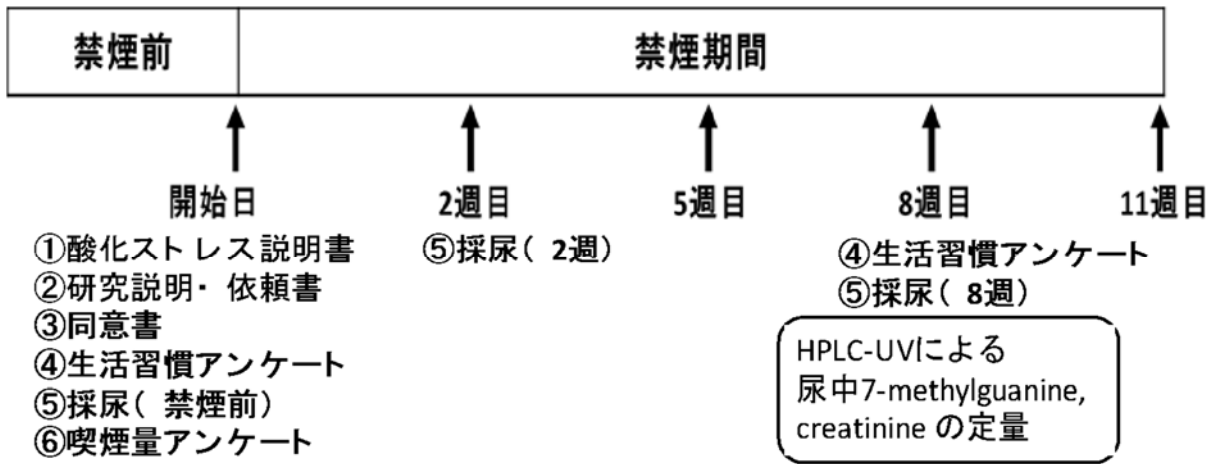 禁煙前 禁煙期間
開始日 2週目 5週目 8週目 11週目
①酸化ストレス説明書
②研究説明・依頼書
③同意書
④生活習慣アンケート
⑤採尿(禁煙前)
⑥喫煙量アンケート
⑤採尿(2週)
④生活習慣アンケート
⑤採尿(8週)
HPLC-UVによる
尿中7-methylguanine,
creatinine の定量